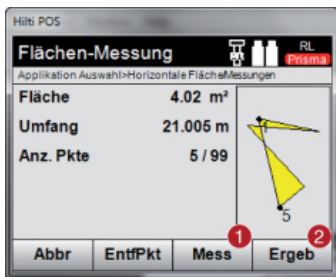 Hilti POS
Flächen-Messung
RL
Prisma
Applikation Auswahl>Horizontale FlächeMessungen
Fläche 4.02 m²
Umfang 21.005 m
Anz. Pkte 5 / 99
1
5
1
2
Abbr EntfPkt Mess Ergeb